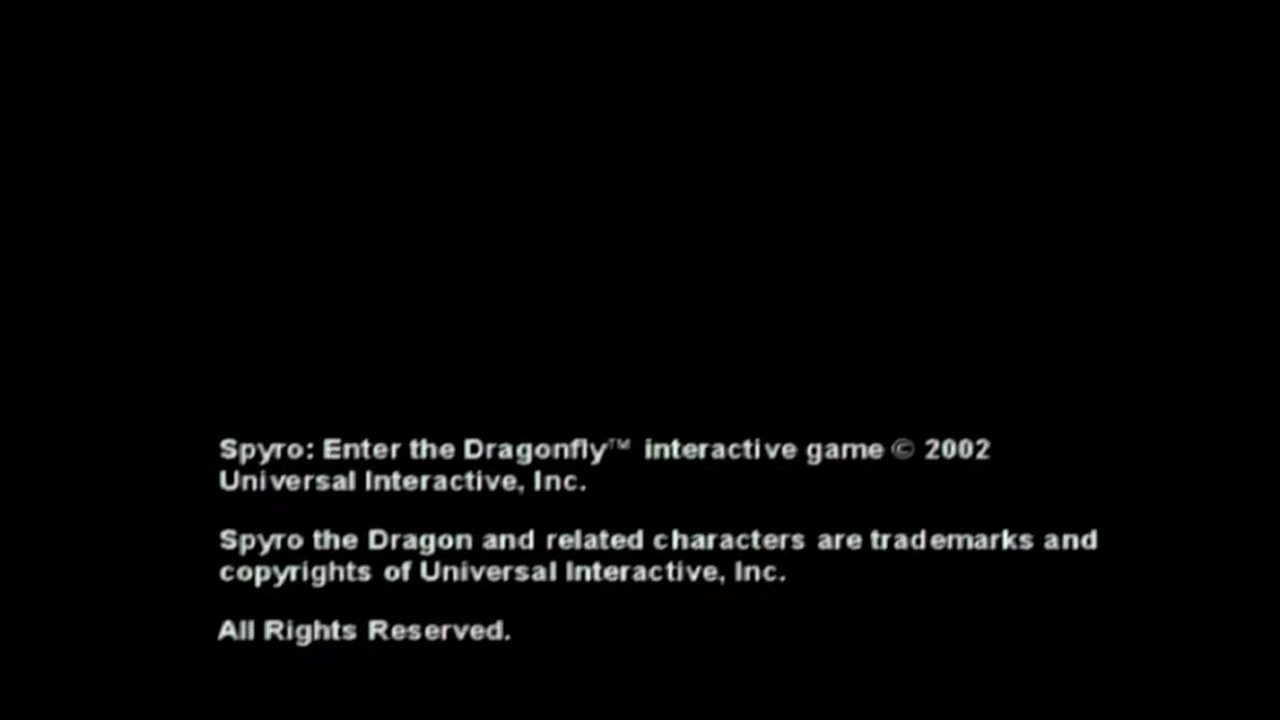 Spyro: Enter the Dragonfly™ interactive game © 2002
Universal Interactive, Inc.
Spyro the Dragon and related characters are trademarks and
copyrights of Universal Interactive, Inc.
All Rights Reserved.